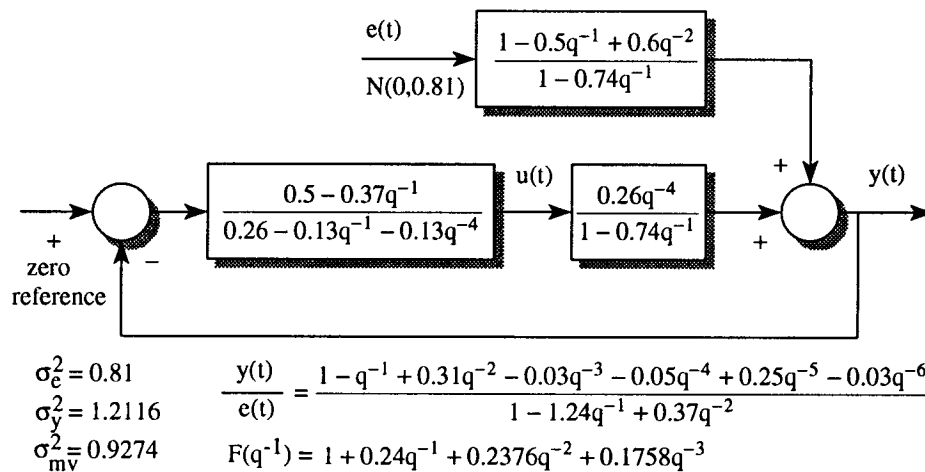 e(t)
N(0,0.81)
1 − 0.5q⁻¹ + 0.6q⁻²
1 − 0.74q⁻¹
+
0.5 − 0.37q⁻¹
0.26 − 0.13q⁻¹ − 0.13q⁻⁴
u(t)
0.26q⁻⁴
1 − 0.74q⁻¹
y(t)
+
+
−
zero
reference
σₑ² = 0.81
σ_y² = 1.2116
σ_mv² = 0.9274
y(t)
e(t)
=
1 − q⁻¹ + 0.31q⁻² − 0.03q⁻³ − 0.05q⁻⁴ + 0.25q⁻⁵ − 0.03q⁻⁶
1 − 1.24q⁻¹ + 0.37q⁻²
F(q⁻¹) = 1 + 0.24q⁻¹ + 0.2376q⁻² + 0.1758q⁻³